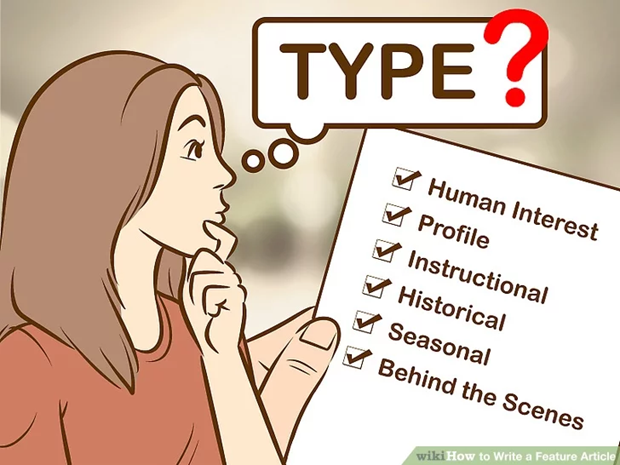 TYPE?
Human Interest
Profile
Instructional
Historical
Seasonal
Behind the Scenes
wikiHow to Write a Feature Article